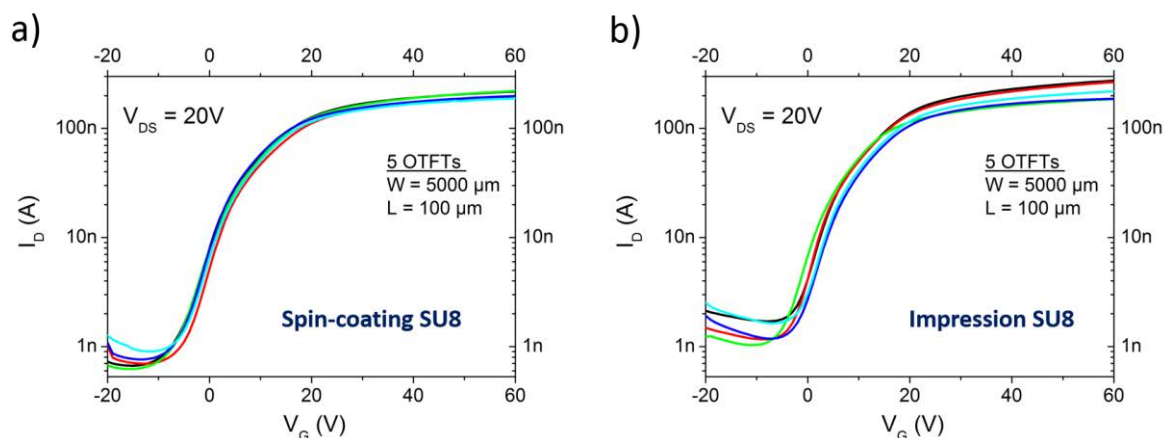 a)
-20 0 20 40 60
V_DS = 20V
100n 100n
5 OTFTs
W = 5000 µm
L = 100 µm
I_D (A)
10n 10n
Spin-coating SU8
1n 1n
-20 0 20 40 60
V_G (V)
b)
-20 0 20 40 60
V_DS = 20V
100n 100n
5 OTFTs
W = 5000 µm
L = 100 µm
I_D (A)
10n 10n
Impression SU8
1n 1n
-20 0 20 40 60
V_G (V)